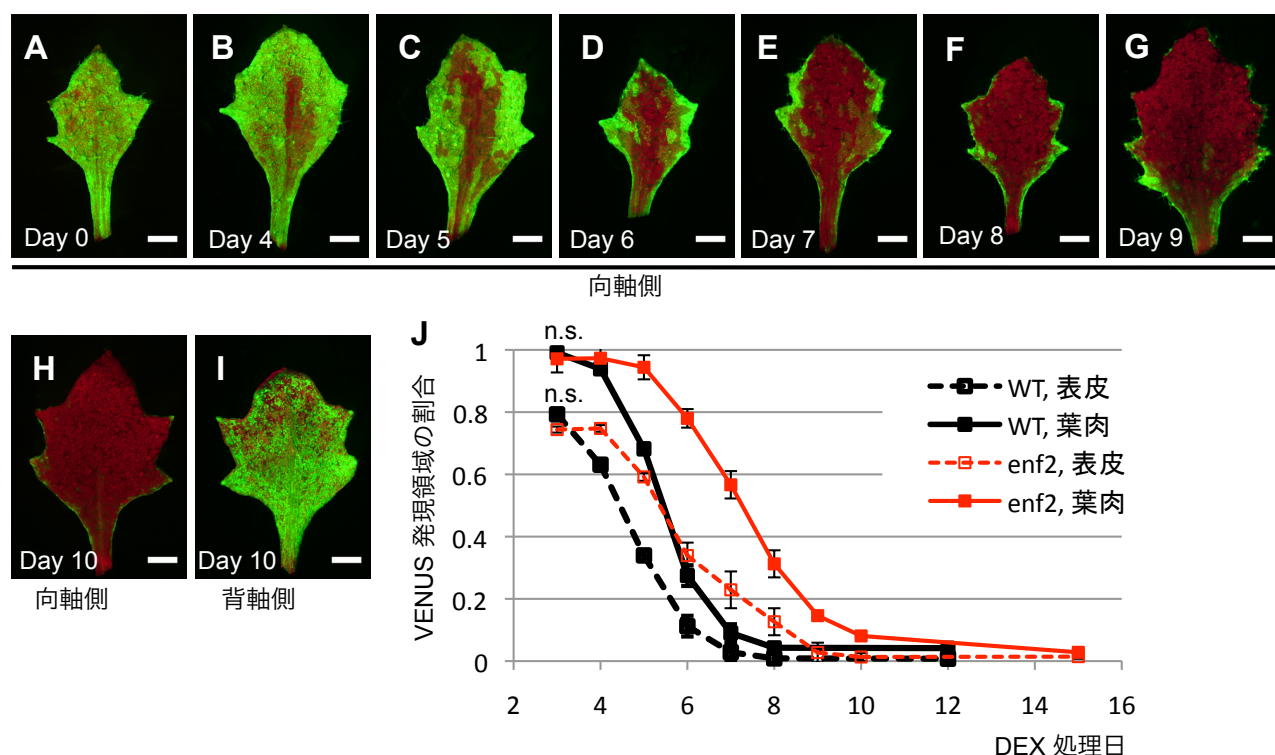 A
B
C
D
E
F
G
Day 0
Day 4
Day 5
Day 6
Day 7
Day 8
Day 9
向軸側
H
I
Day 10
Day 10
向軸側
背軸側
J
n.s.
n.s.
VENUS 発現領域の割合
1
0.8
0.6
0.4
0.2
0
2
4
6
8
10
12
14
16
DEX 処理日
WT, 表皮
WT, 葉肉
enf2, 表皮
enf2, 葉肉